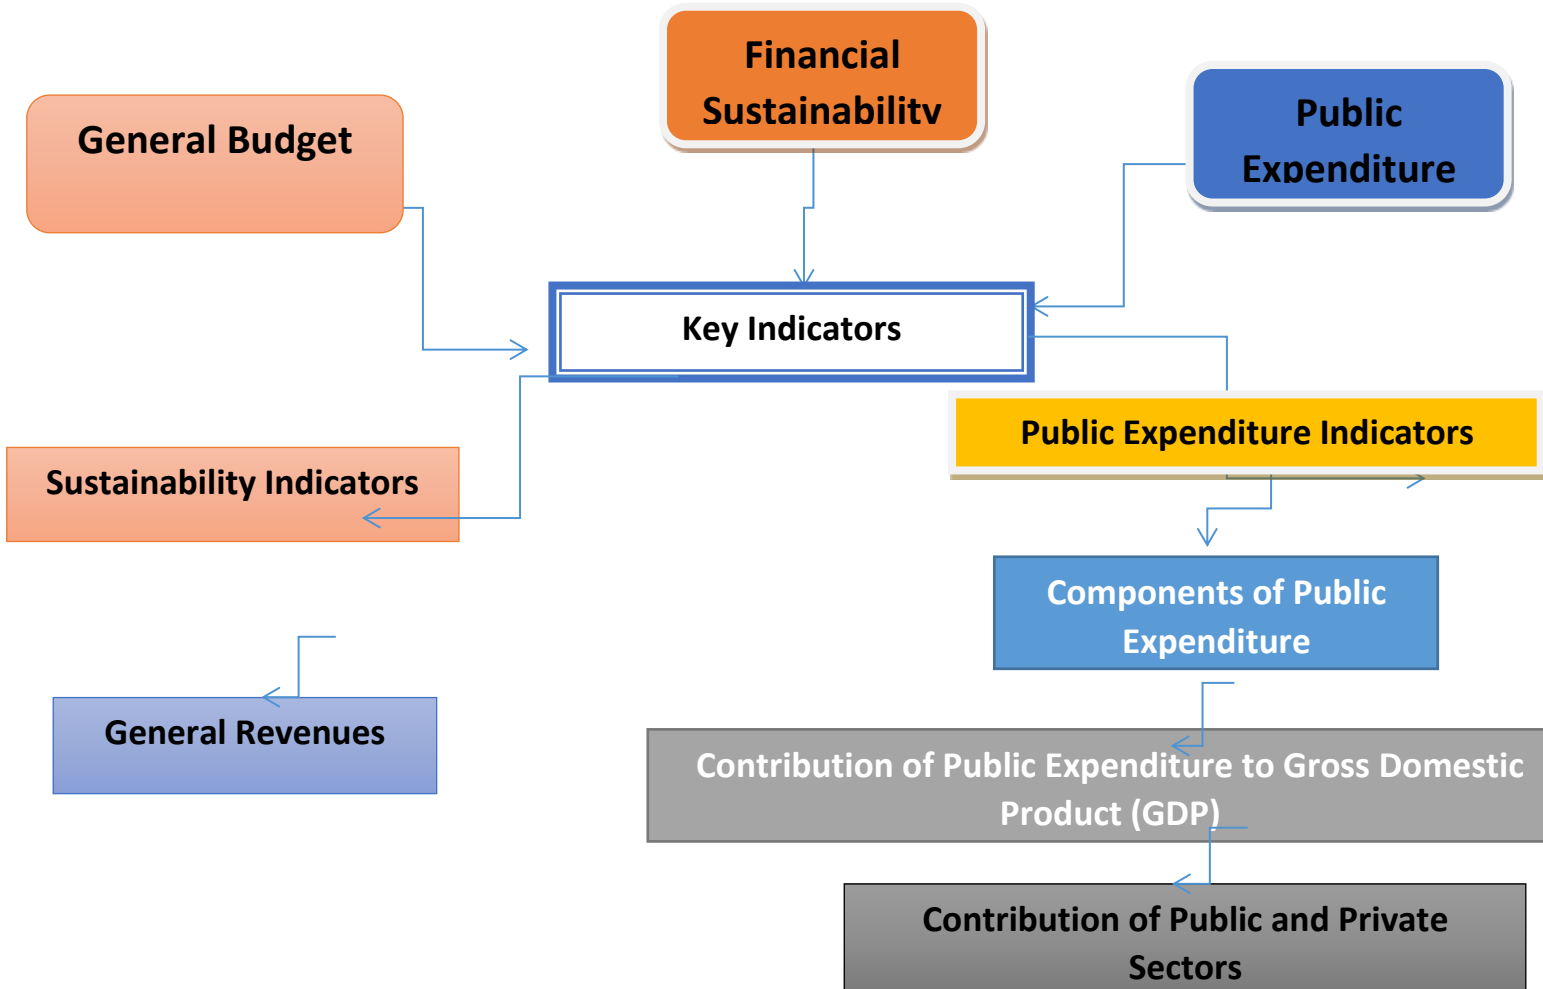 Financial
Sustainability
General Budget
Public
Expenditure
Key Indicators
Public Expenditure Indicators
Sustainability Indicators
Components of Public
Expenditure
General Revenues
Contribution of Public Expenditure to Gross Domestic
Product (GDP)
Contribution of Public and Private
Sectors